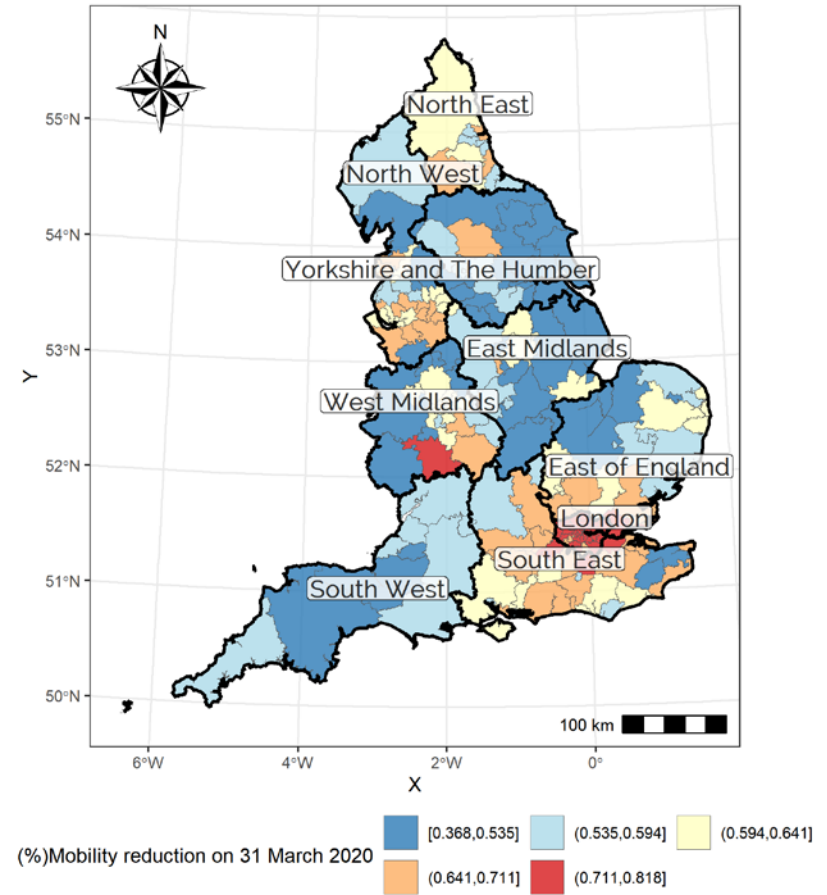 N
North East
55°N
North West
54°N
Yorkshire and The Humber
53°N
East Midlands
Y
West Midlands
52°N
East of England
London
South East
51°N
South West
50°N
100 km
6°W 4°W 2°W 0°
X
[0.368,0.535] (0.535,0.594] (0.594,0.641]
(%)Mobility reduction on 31 March 2020
(0.641,0.711] (0.711,0.818]